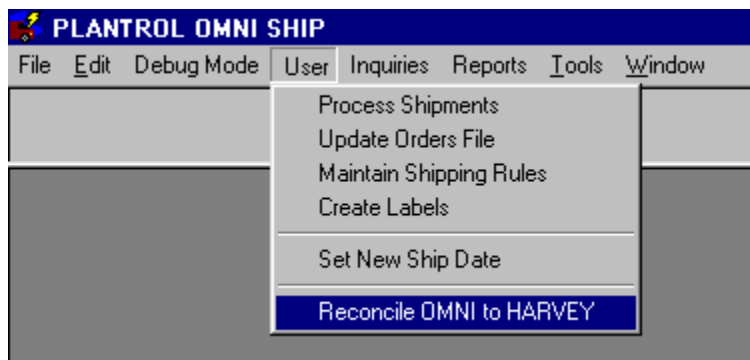 PLANTROL OMNI SHIP
File Edit Debug Mode User Inquiries Reports Tools Window
Process Shipments
Update Orders File
Maintain Shipping Rules
Create Labels
Set New Ship Date
Reconcile OMNI to HARVEY